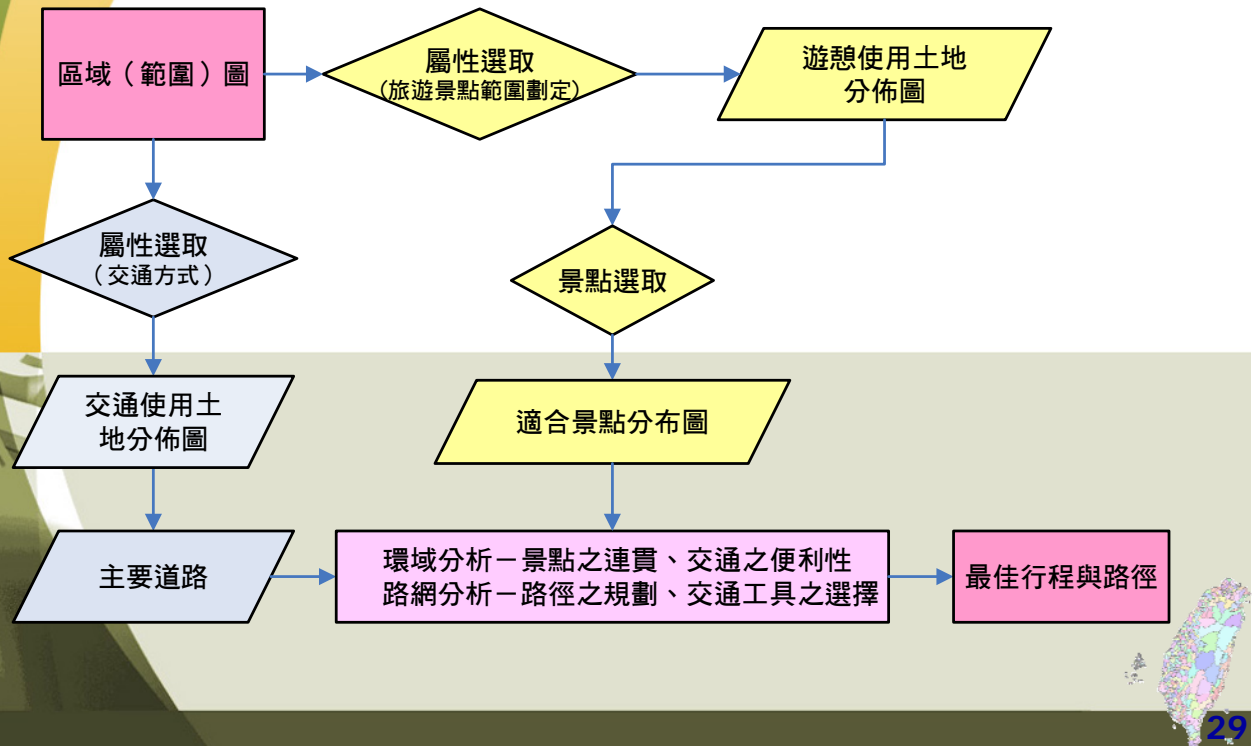 區域（範圍）圖
屬性選取
（旅遊景點範圍劃定）
遊憩使用土地
分佈圖
屬性選取
（交通方式）
景點選取
交通使用土
地分佈圖
適合景點分布圖
主要道路
環域分析－景點之連貫、交通之便利性
路網分析－路徑之規劃、交通工具之選擇
最佳行程與路徑
29